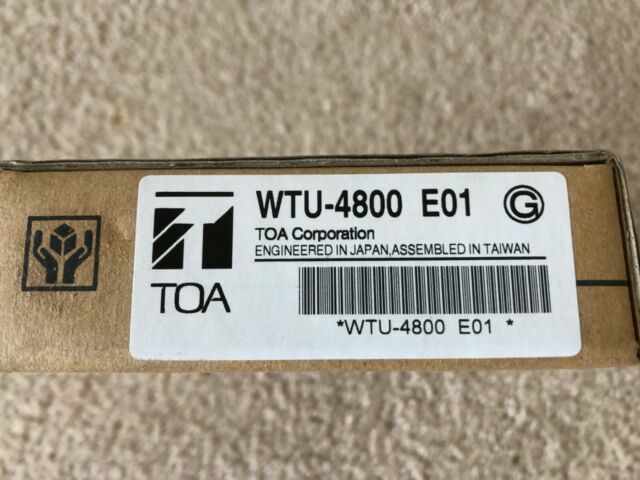 WTU-4800 E01 G
TOA Corporation
ENGINEERED IN JAPAN,ASSEMBLED IN TAIWAN
TOA
*WTU-4800 E01 *